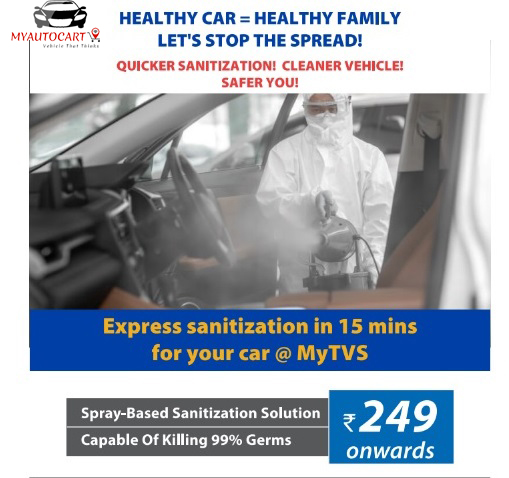 MYAUTOCART
Vehicle That Thinks
HEALTHY CAR = HEALTHY FAMILY
LET'S STOP THE SPREAD!
QUICKER SANITIZATION! CLEANER VEHICLE!
SAFER YOU!
Express sanitization in 15 mins
for your car @ MyTVS
Spray-Based Sanitization Solution
Capable Of Killing 99% Germs
₹249
onwards